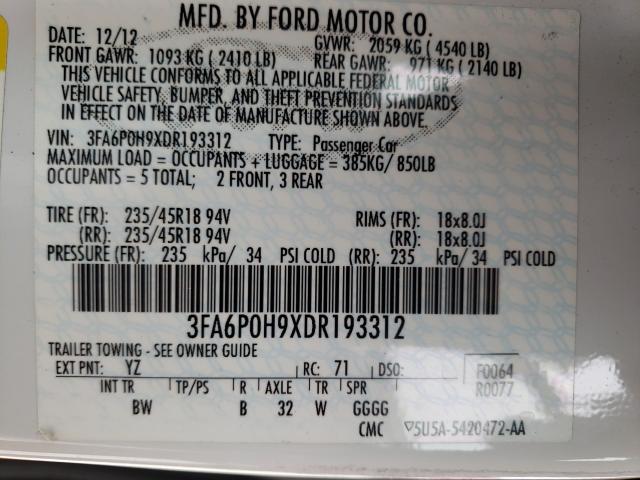 MFD. BY FORD MOTOR CO.
DATE: 12/12 GVWR: 2059 KG ( 4540 LB)
FRONT GAWR: 1093 KG ( 2410 LB) REAR GAWR: 971 KG ( 2140 LB)
THIS VEHICLE CONFORMS TO ALL APPLICABLE FEDERAL MOTOR
VEHICLE SAFETY, BUMPER, AND THEFT PREVENTION STANDARDS
IN EFFECT ON THE DATE OF MANUFACTURE SHOWN ABOVE.
VIN: 3FA6P0H9XDR193312 TYPE: Passenger Car
MAXIMUM LOAD = OCCUPANTS + LUGGAGE = 385KG/ 850LB
OCCUPANTS = 5 TOTAL; 2 FRONT, 3 REAR
TIRE (FR): 235/45R18 94V RIMS (FR): 18x8.0J
(RR): 235/45R18 94V (RR): 18x8.0J
PRESSURE (FR): 235 kPa/ 34 PSI COLD (RR): 235 kPa/ 34 PSI COLD
3FA6P0H9XDR193312
TRAILER TOWING - SEE OWNER GUIDE
EXT PNT: YZ RC: 71 DSO: F0064
INT TR TP/PS R AXLE TR SPR R0077
BW B 32 W GGGG
CMC ▽5U5A-5420472-AA